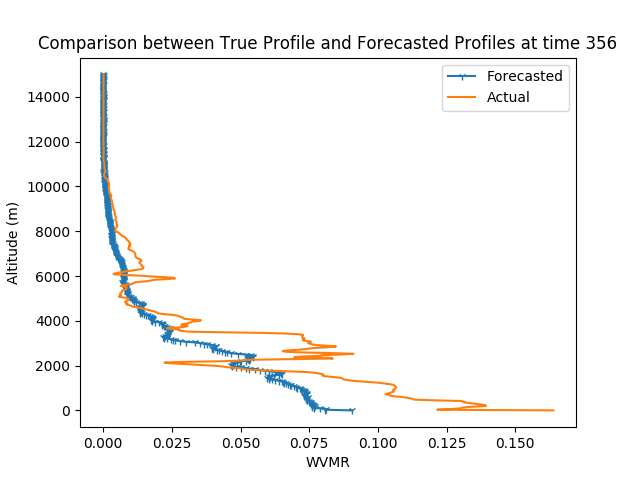 Comparison between True Profile and Forecasted Profiles at time 356
Forecasted
Actual
14000
12000
10000
8000
6000
4000
2000
0
Altitude (m)
0.000 0.025 0.050 0.075 0.100 0.125 0.150
WVMR